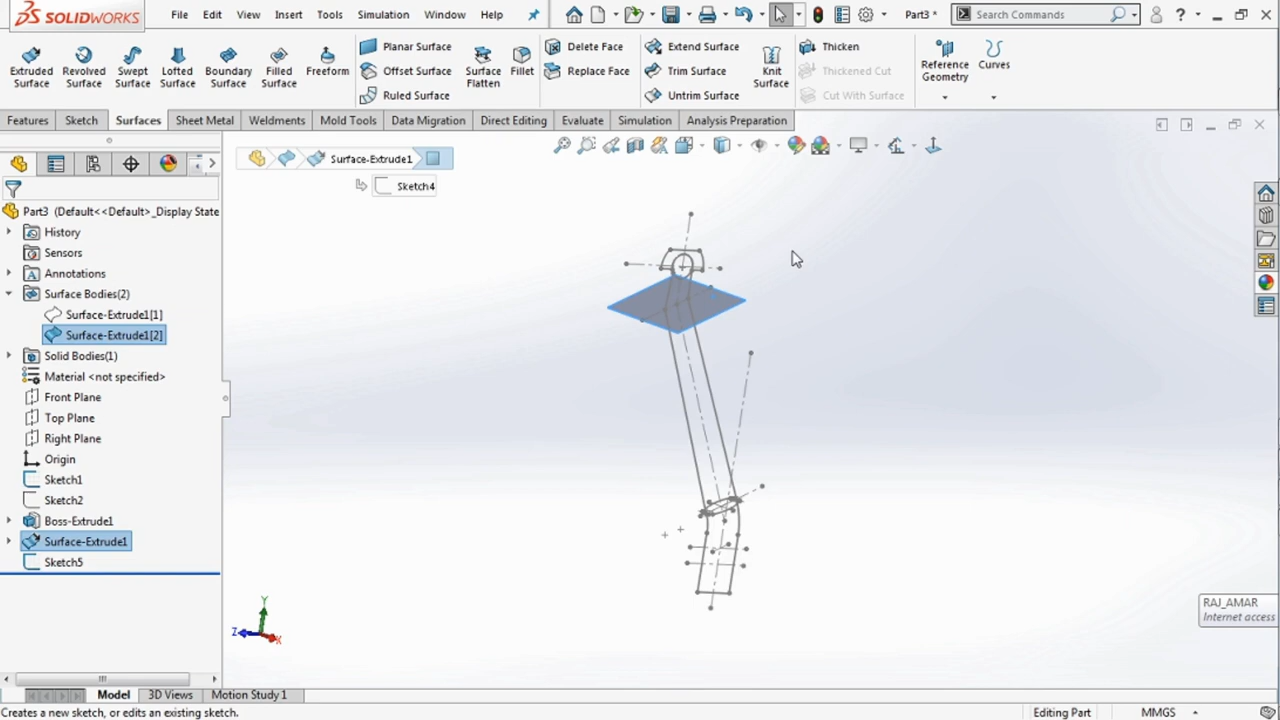 SOLIDWORKS
File Edit View Insert Tools Simulation Window Help
Part3 *
Search Commands
Extruded Surface
Revolved Surface
Swept Surface
Lofted Surface
Boundary Surface
Filled Surface
Freeform
Planar Surface
Offset Surface
Ruled Surface
Surface Flatten
Fillet
Delete Face
Replace Face
Extend Surface
Trim Surface
Untrim Surface
Knit Surface
Thicken
Thickened Cut
Cut With Surface
Reference Geometry
Curves
Features Sketch Surfaces Sheet Metal Weldments Mold Tools Data Migration Direct Editing Evaluate Simulation Analysis Preparation
Surface-Extrude1
Sketch4
Part3 (Default<<Default>_Display State
History
Sensors
Annotations
Surface Bodies(2)
Surface-Extrude1[1]
Surface-Extrude1[2]
Solid Bodies(1)
Material <not specified>
Front Plane
Top Plane
Right Plane
Origin
Sketch1
Sketch2
Boss-Extrude1
Surface-Extrude1
Sketch5
Y
Z
X
RAJ_AMAR
Internet access
Model 3D Views Motion Study 1
Creates a new sketch, or edits an existing sketch.
Editing Part
MMGS